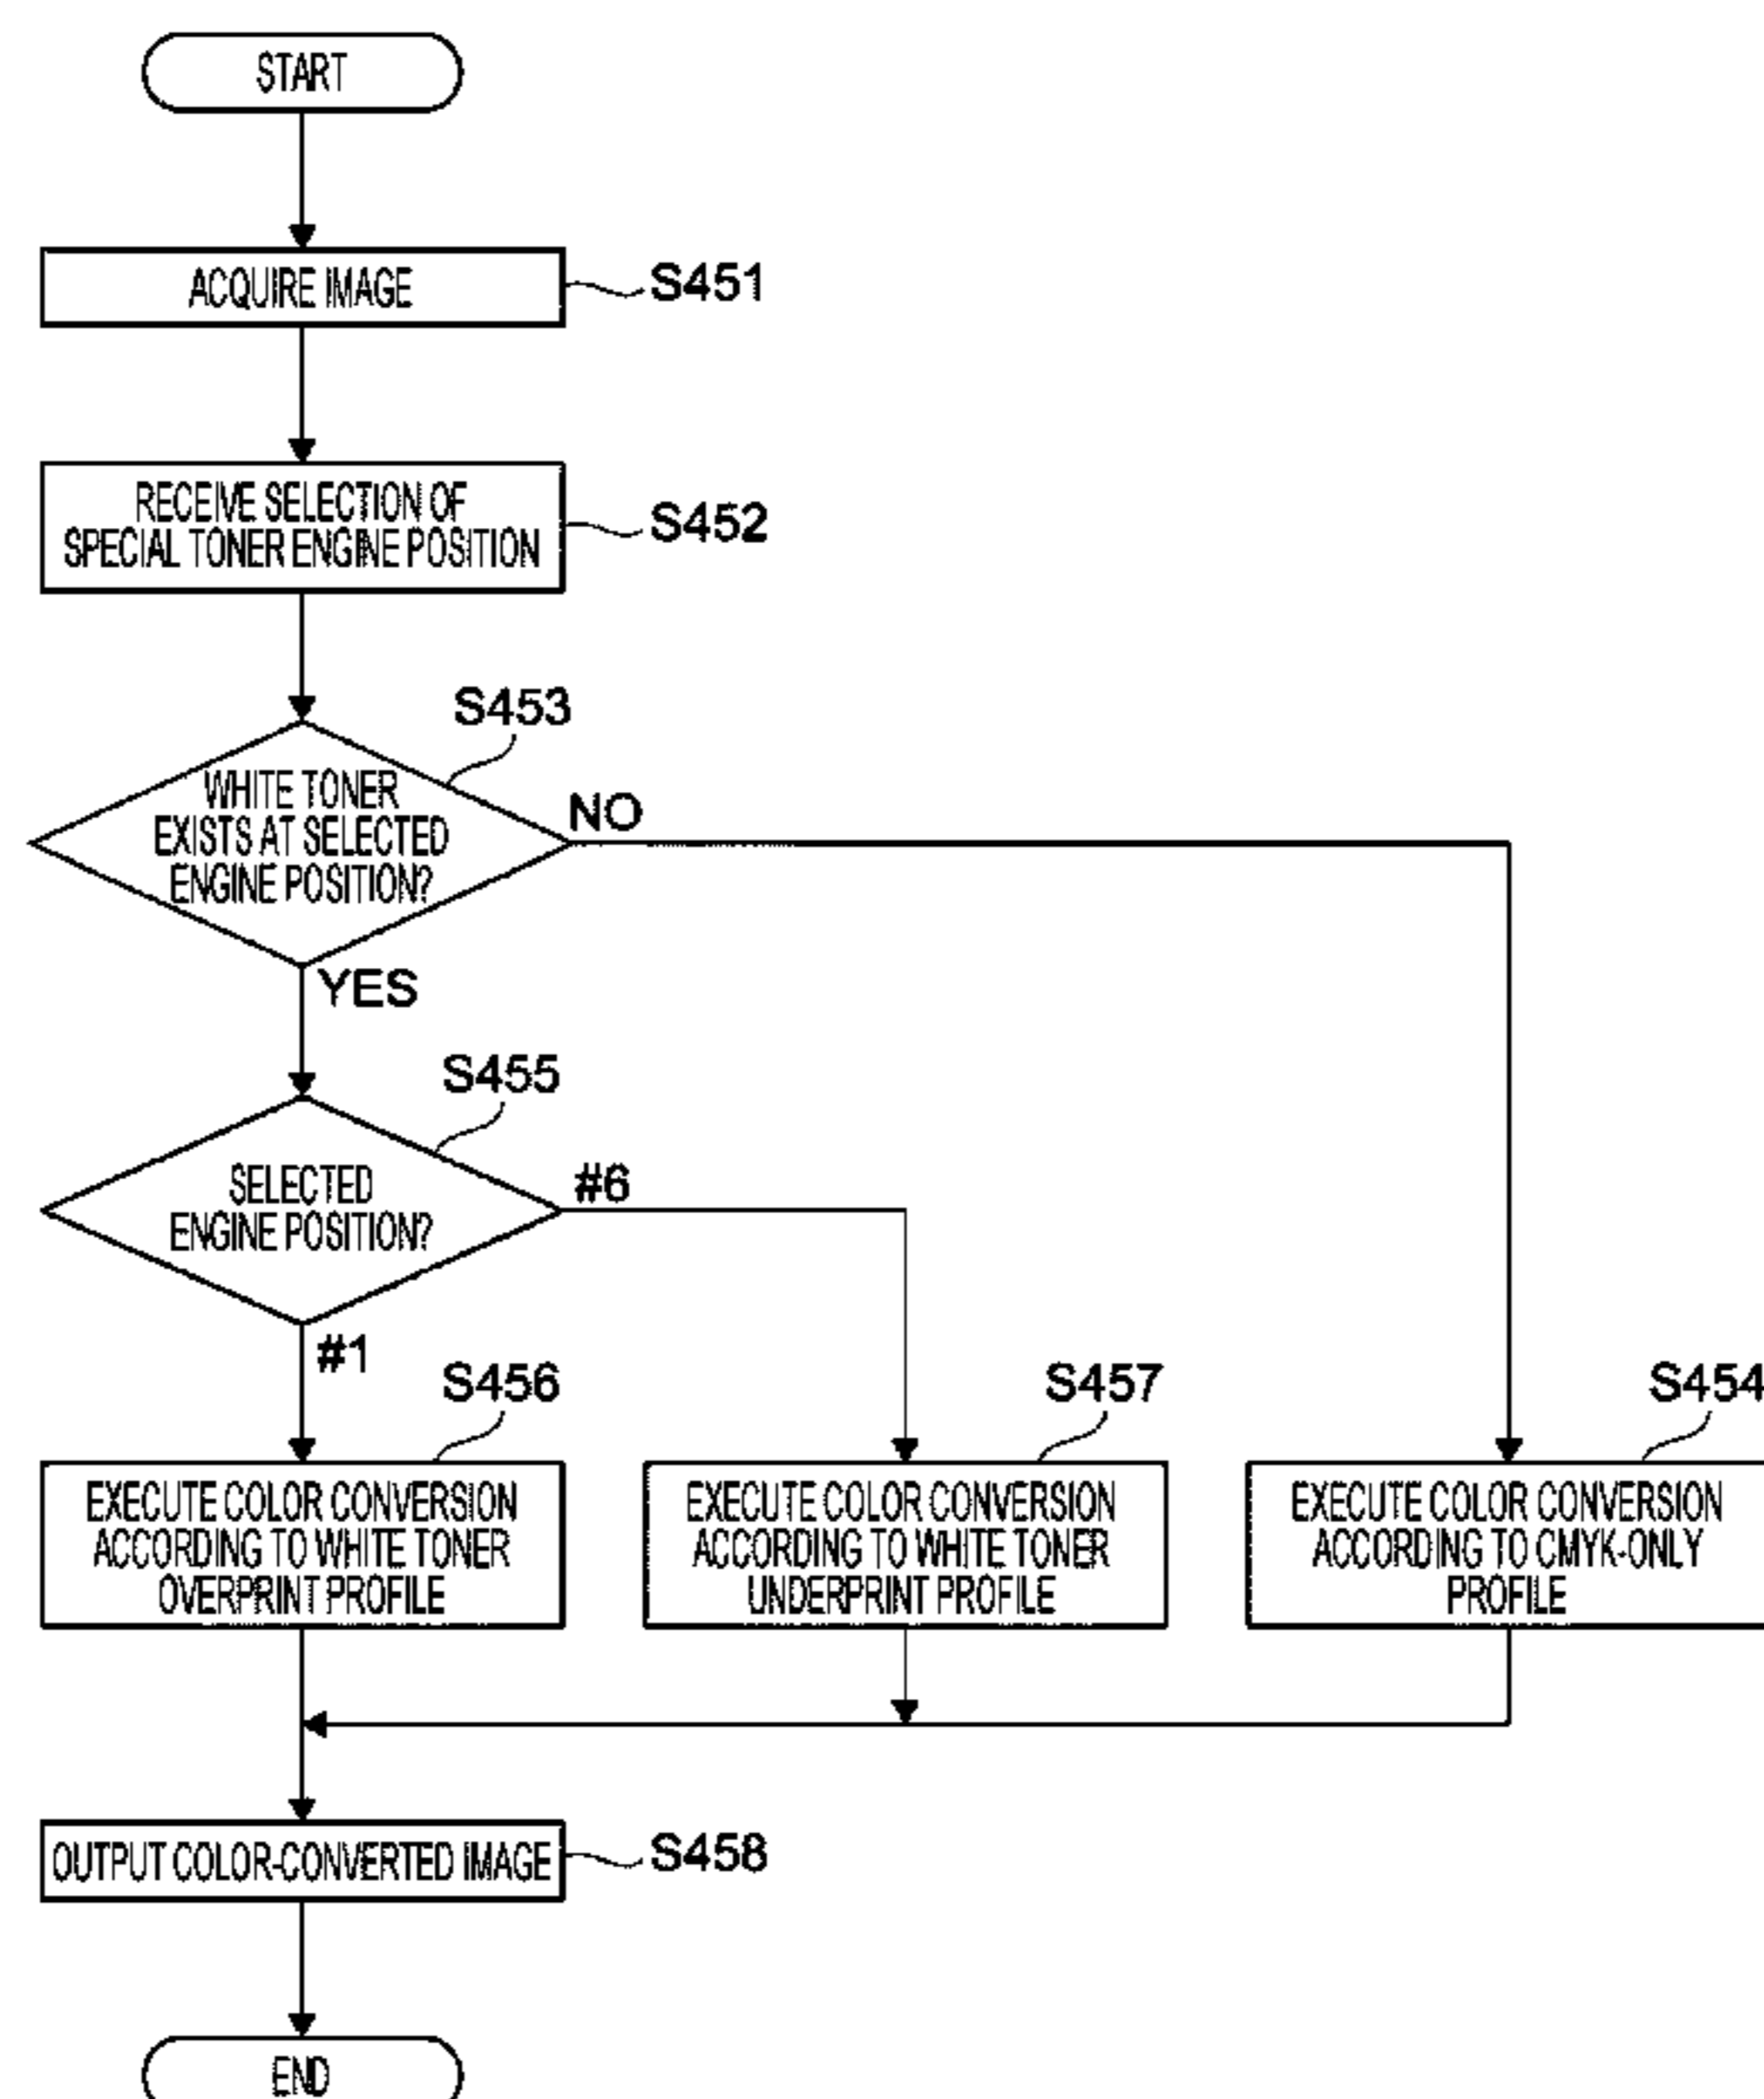 START
ACQUIRE IMAGE
S451
RECEIVE SELECTION OF
SPECIAL TONER ENGINE POSITION
S452
S453
WHITE TONER
EXISTS AT SELECTED
ENGINE POSITION?
NO
YES
S455
SELECTED
ENGINE POSITION?
#6
#1
S456
EXECUTE COLOR CONVERSION
ACCORDING TO WHITE TONER
OVERPRINT PROFILE
S457
EXECUTE COLOR CONVERSION
ACCORDING TO WHITE TONER
UNDERPRINT PROFILE
S454
EXECUTE COLOR CONVERSION
ACCORDING TO CMYK-ONLY
PROFILE
OUTPUT COLOR-CONVERTED IMAGE
S458
END